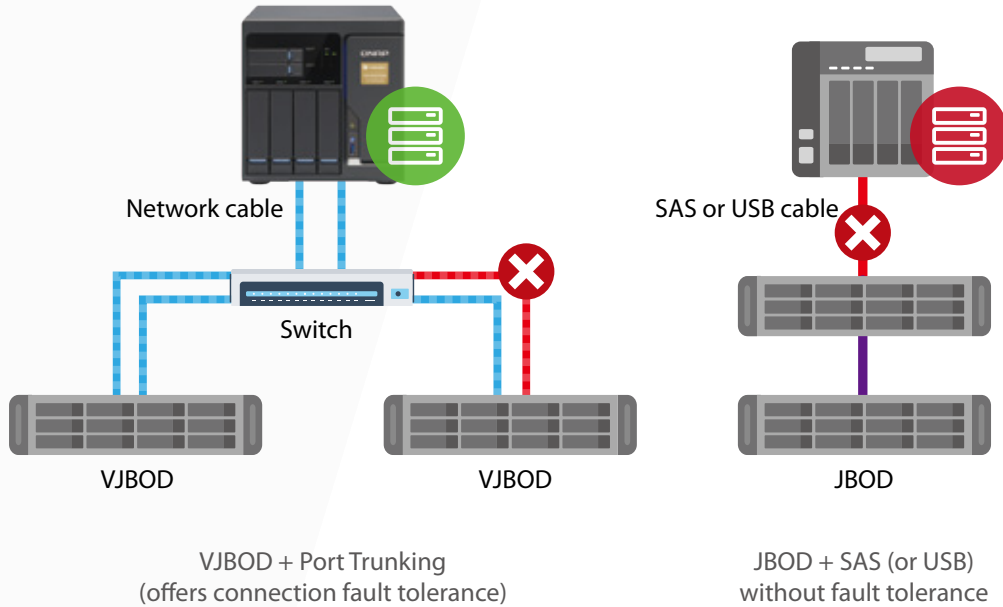 QNAP
Network cable
SAS or USB cable
Switch
VJBOD
VJBOD
JBOD
VJBOD + Port Trunking
(offers connection fault tolerance)
JBOD + SAS (or USB)
without fault tolerance